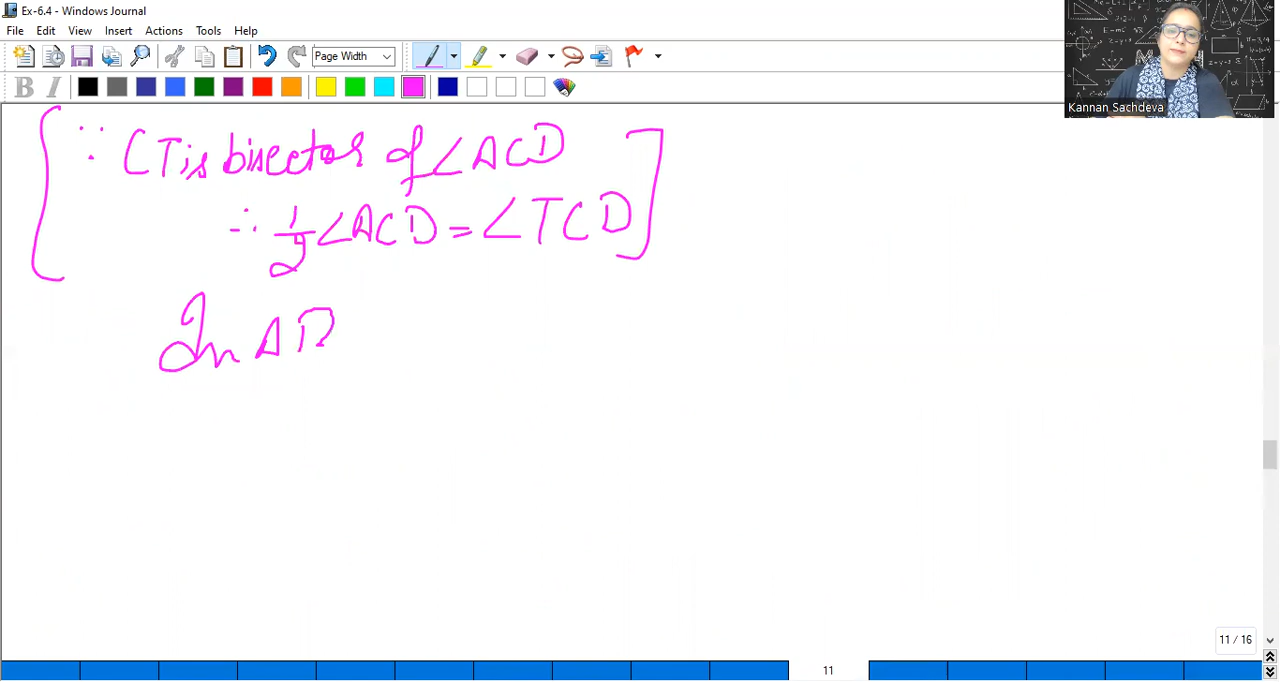 Ex-6.4 - Windows Journal
File Edit View Insert Actions Tools Help
Page Width
B I
Kannan Sachdeva
∵ CT is bisector of ∠ACD
∴ 1/2 ∠ACD = ∠TCD
In Δ B
11 / 16
11